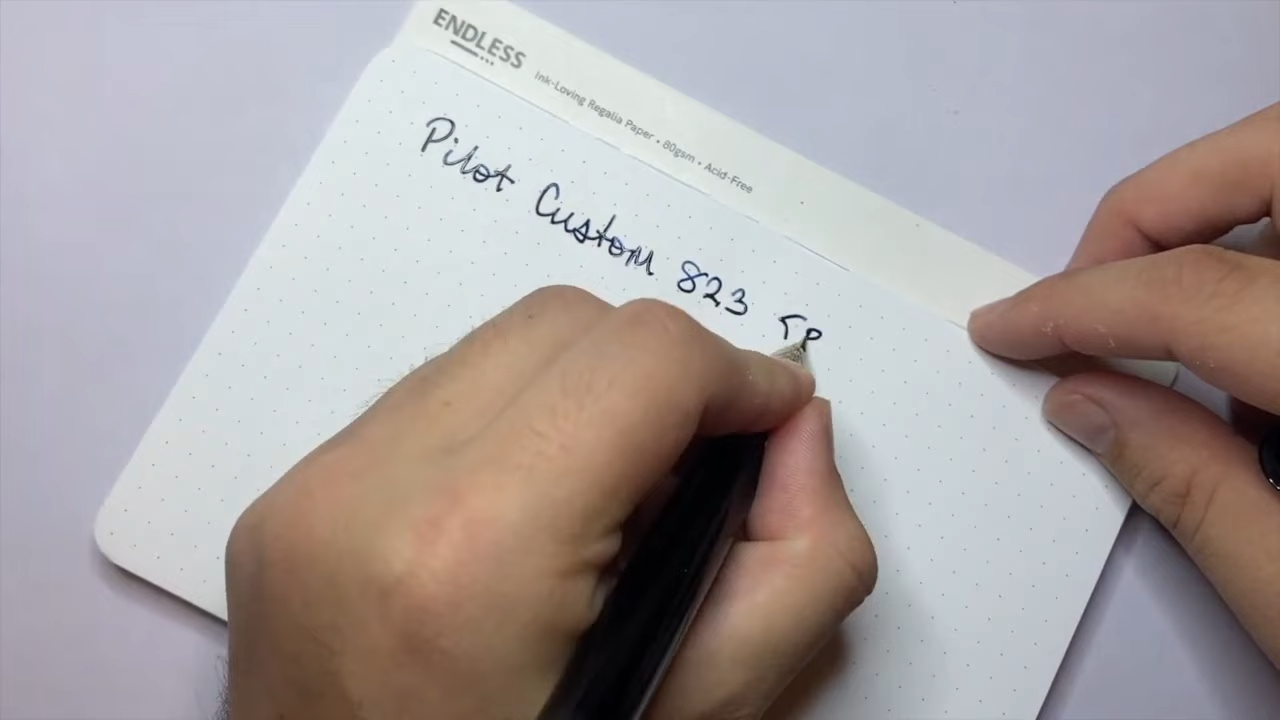 ENDLESS
Ink-Loving Regalia Paper • 80gsm • Acid-Free
Pilot Custom 823